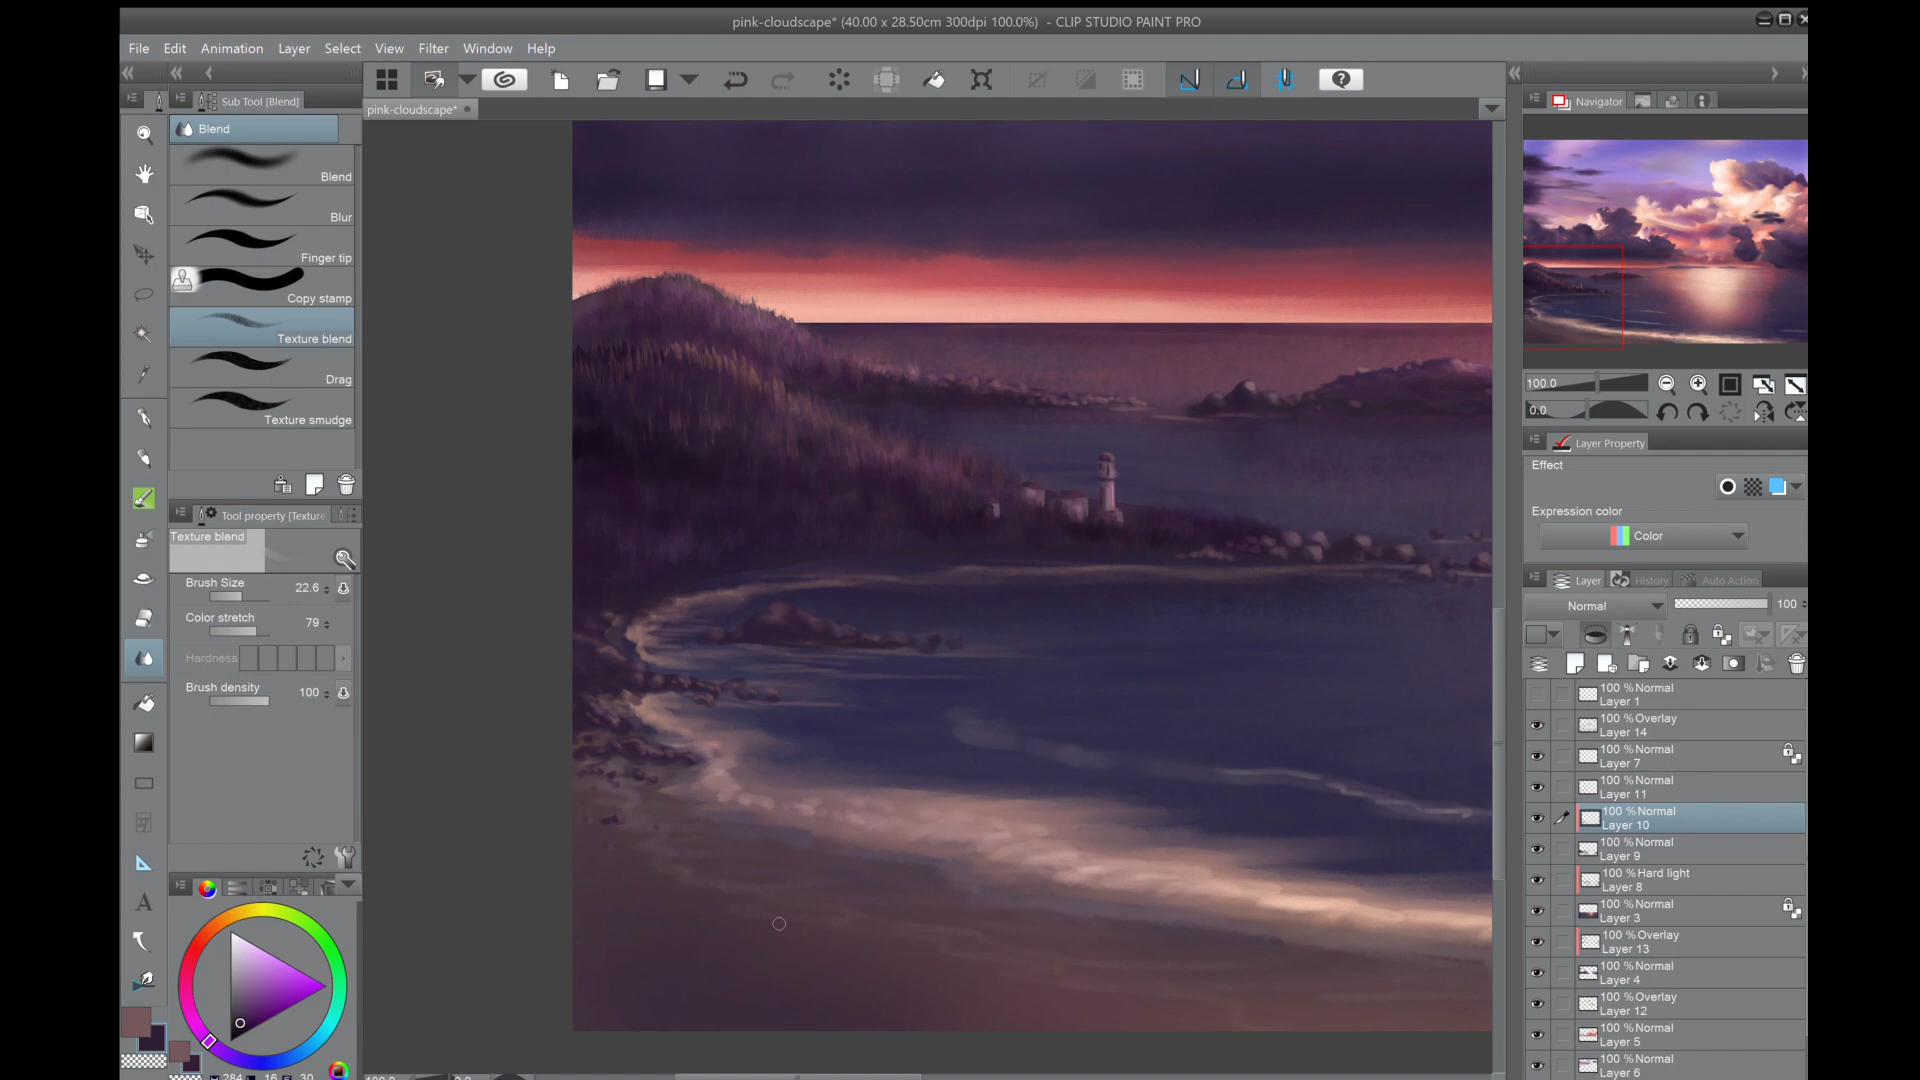 pink-cloudscape* (40.00 x 28.50cm 300dpi 100.0%) - CLIP STUDIO PAINT PRO
File Edit Animation Layer Select View Filter Window Help
Sub Tool [Blend]
pink-cloudscape*
Navigator
Blend
Blend
Blur
Finger tip
Copy stamp
Texture blend
Drag
Texture smudge
100.0
0.0
Layer Property
Effect
Expression color
Color
Tool property [Texture
Texture blend
Brush Size 22.6
Color stretch 79
Hardness
Brush density 100
Layer History Auto Action
Normal 100
100 %Normal
Layer 1
100 %Overlay
Layer 14
100 %Normal
Layer 7
100 %Normal
Layer 11
100 %Normal
Layer 10
100 %Normal
Layer 9
100 %Hard light
Layer 8
100 %Normal
Layer 3
100 %Overlay
Layer 13
100 %Normal
Layer 4
100 %Overlay
Layer 12
100 %Normal
Layer 5
100 %Normal
Layer 6